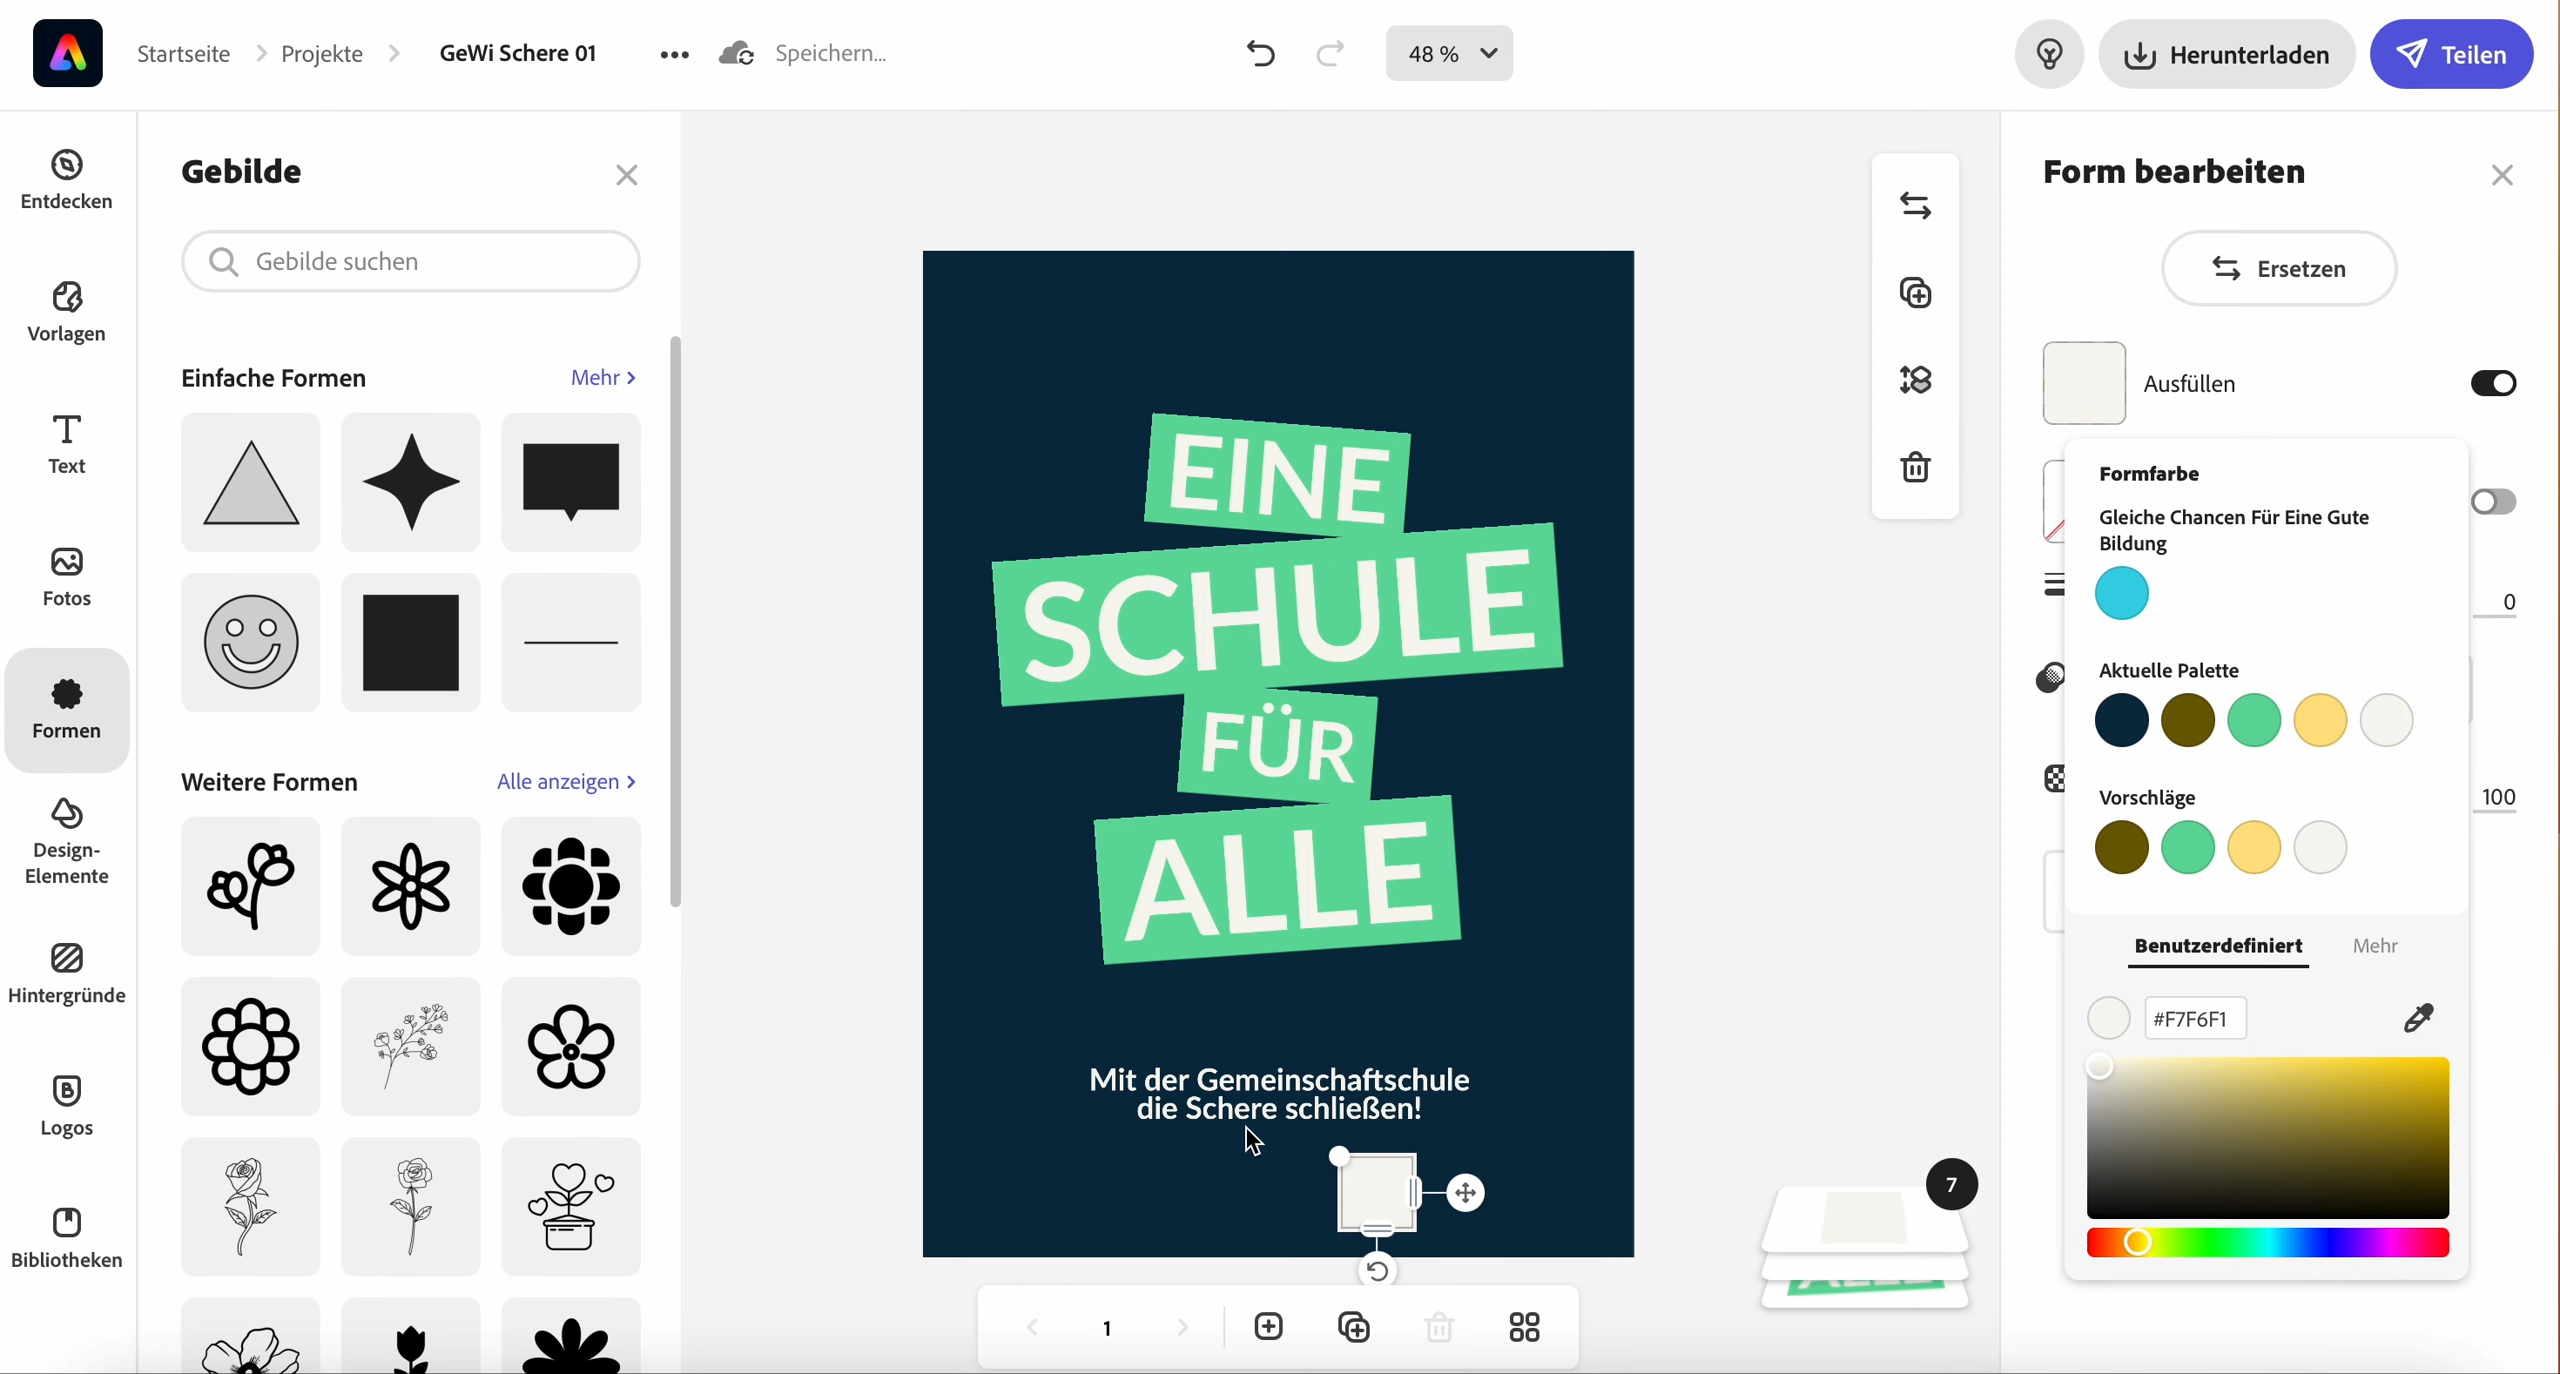 Startseite
Projekte
GeWi Schere 01
Speichern...
48 %
Herunterladen
Teilen
Entdecken
Vorlagen
Text
Fotos
Formen
Design-
Elemente
Hintergründe
Logos
Bibliotheken
Gebilde
Gebilde suchen
Einfache Formen
Mehr
Weitere Formen
Alle anzeigen
EINE
SCHULE
FÜR
ALLE
Mit der Gemeinschaftschule
die Schere schließen!
1
7
Form bearbeiten
Ersetzen
Ausfüllen
0
100
Formfarbe
Gleiche Chancen Für Eine Gute
Bildung
Aktuelle Palette
Vorschläge
Benutzerdefiniert
Mehr
#F7F6F1